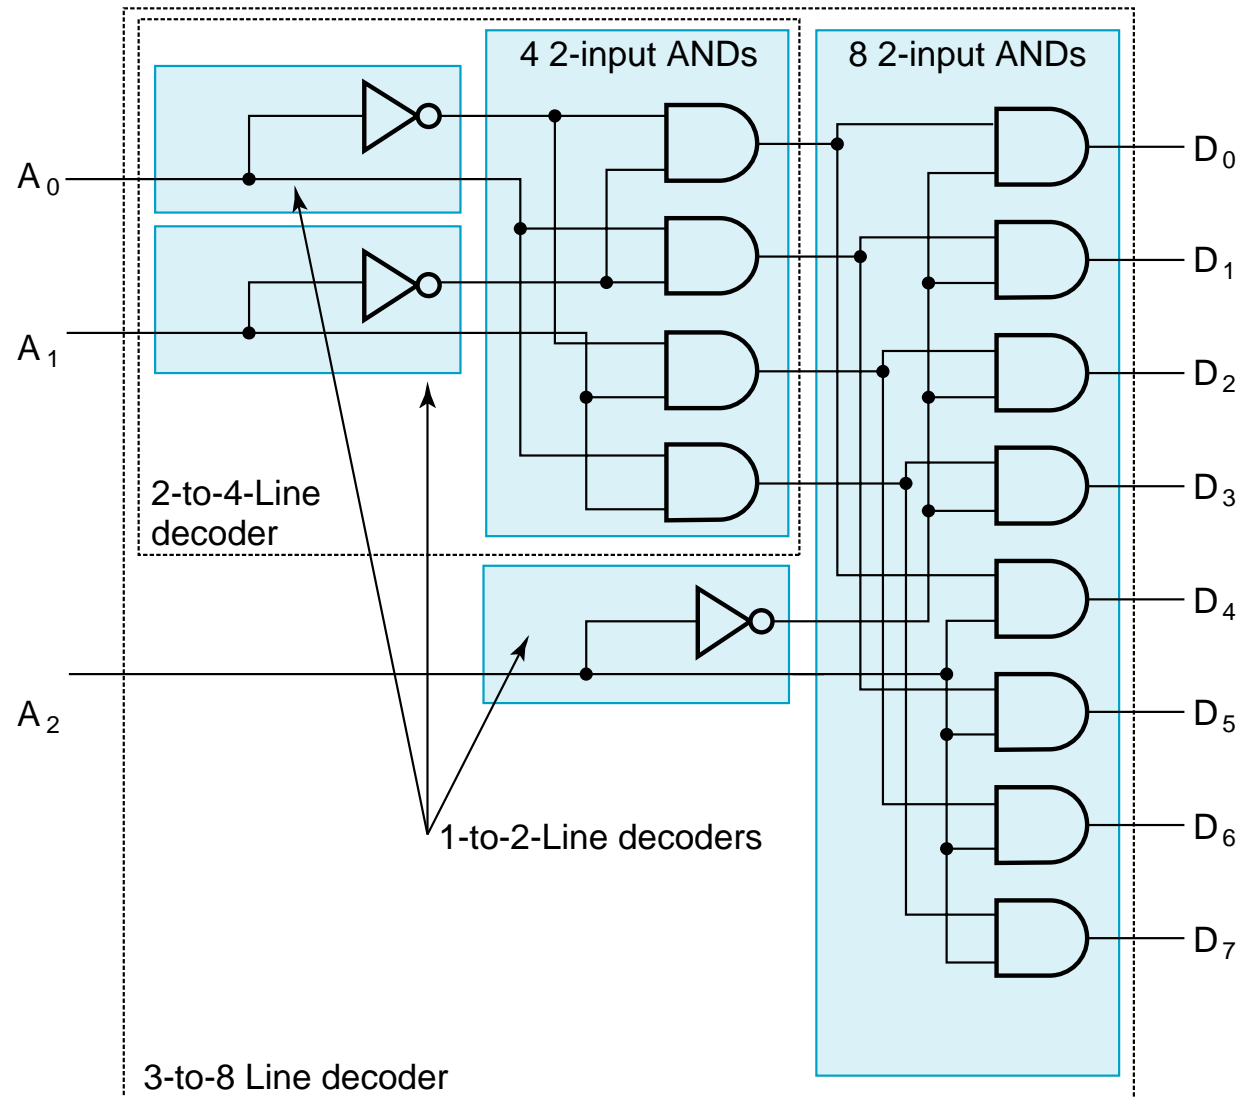 4 2-input ANDs
8 2-input ANDs
A0
A1
A2
2-to-4-Line
decoder
1-to-2-Line decoders
3-to-8 Line decoder
D0
D1
D2
D3
D4
D5
D6
D7